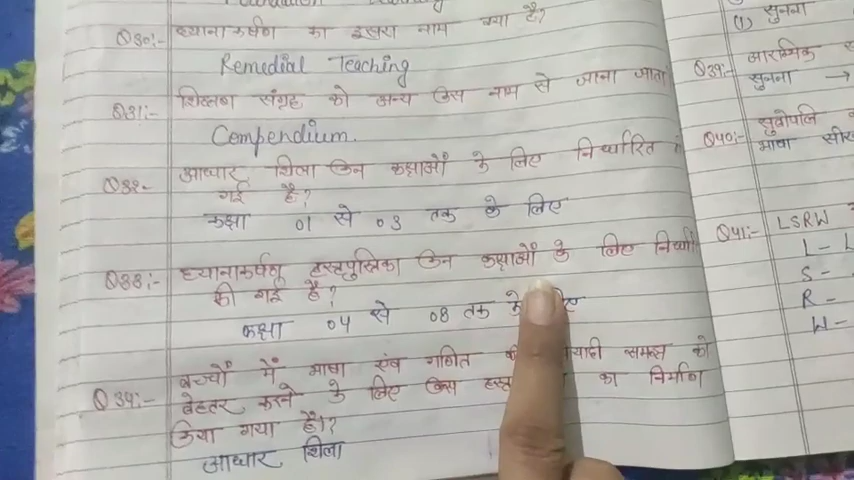 Q30:- ध्यानाकर्षण का दूसरा नाम क्या है?
Remedial Teaching
Q31:- शिक्षण संग्रह को अन्य किस नाम से जाना जाता
Compendium.
Q32:- आधार शिला किन कक्षाओं के लिए निर्धारित
गई है?
कक्षा 01 से 03 तक के लिए
Q33:- ध्यानाकर्षण हस्तपुस्तिका किन कक्षाओं के लिए
की गई है?
कक्षा 04 से 08 तक के
Q34:- बच्चों में भाषा एंव गणित की समझ को
बेहतर करने के लिए किस का निर्माण
किया गया है।?
आधार शिला
(1) सुनना
Q39:- आरम्भिक
सुनना →
Q40:-
भाषा
Q41:- LSRW
L -
S -
R -
W -